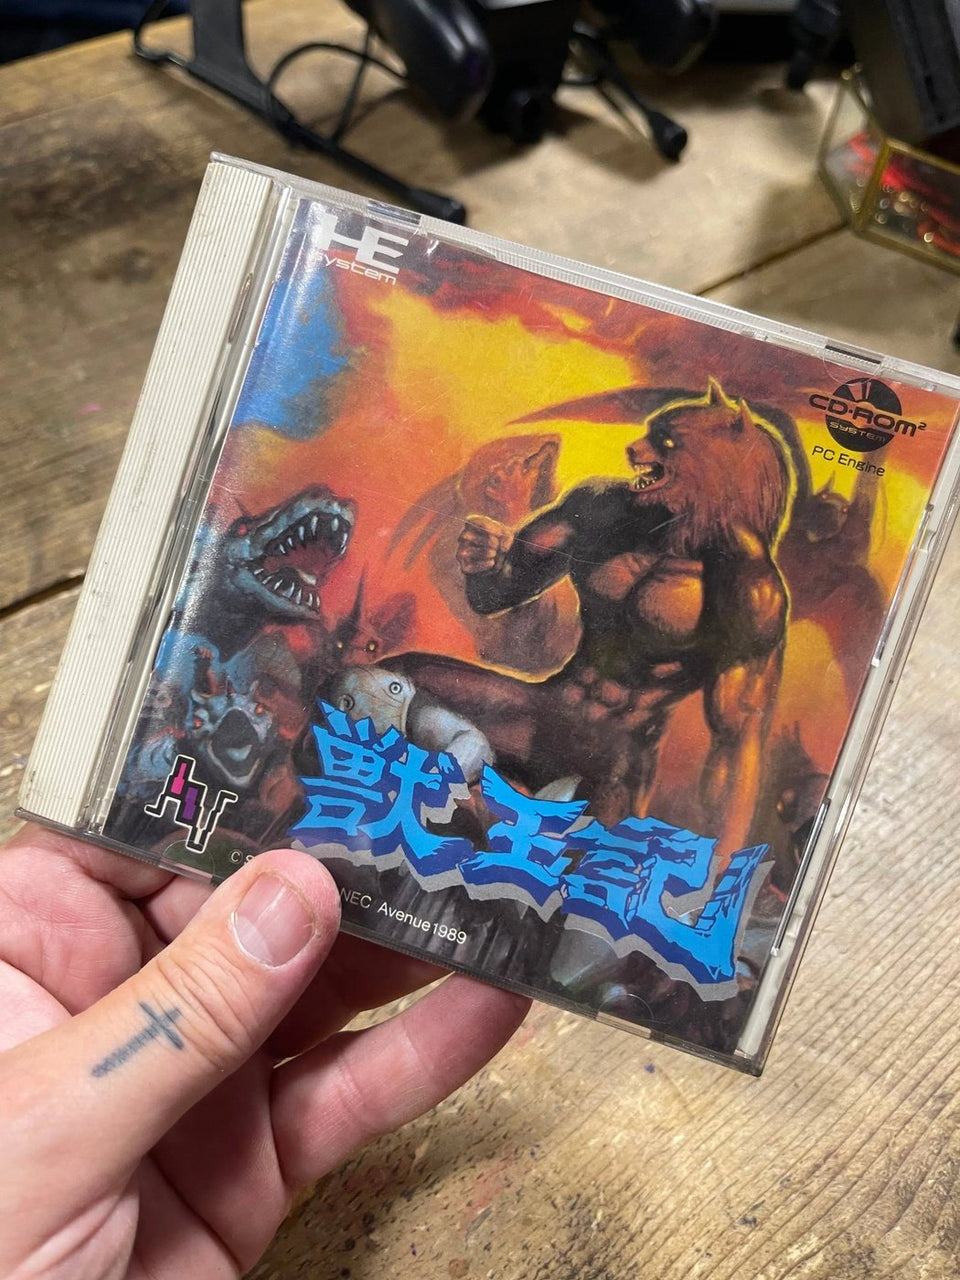 HE
system
CD-ROM²
SYSTEM
PC Engine
獣王記
© S
NEC Avenue 1989